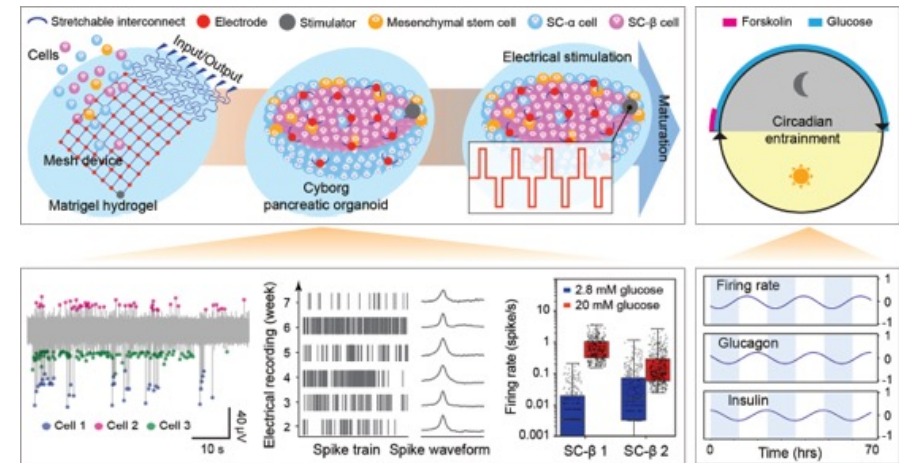 Stretchable interconnect Electrode Stimulator Mesenchymal stem cell SC-α cell SC-β cell
Cells
Input/Output
Mesh device
Matrigel hydrogel
Cyborg
pancreatic organoid
Electrical stimulation
Maturation
Forskolin Glucose
Circadian
entrainment
Cell 1 Cell 2 Cell 3
40 μV
10 s
Electrical recording (week)
7
6
5
4
3
2
Spike train Spike waveform
Firing rate (spike/s)
10
1
0.1
0.01
0.001
2.8 mM glucose
20 mM glucose
SC-β 1 SC-β 2
Firing rate
1
0
-1
Glucagon
1
0
-1
Insulin
1
0
-1
0 Time (hrs) 70